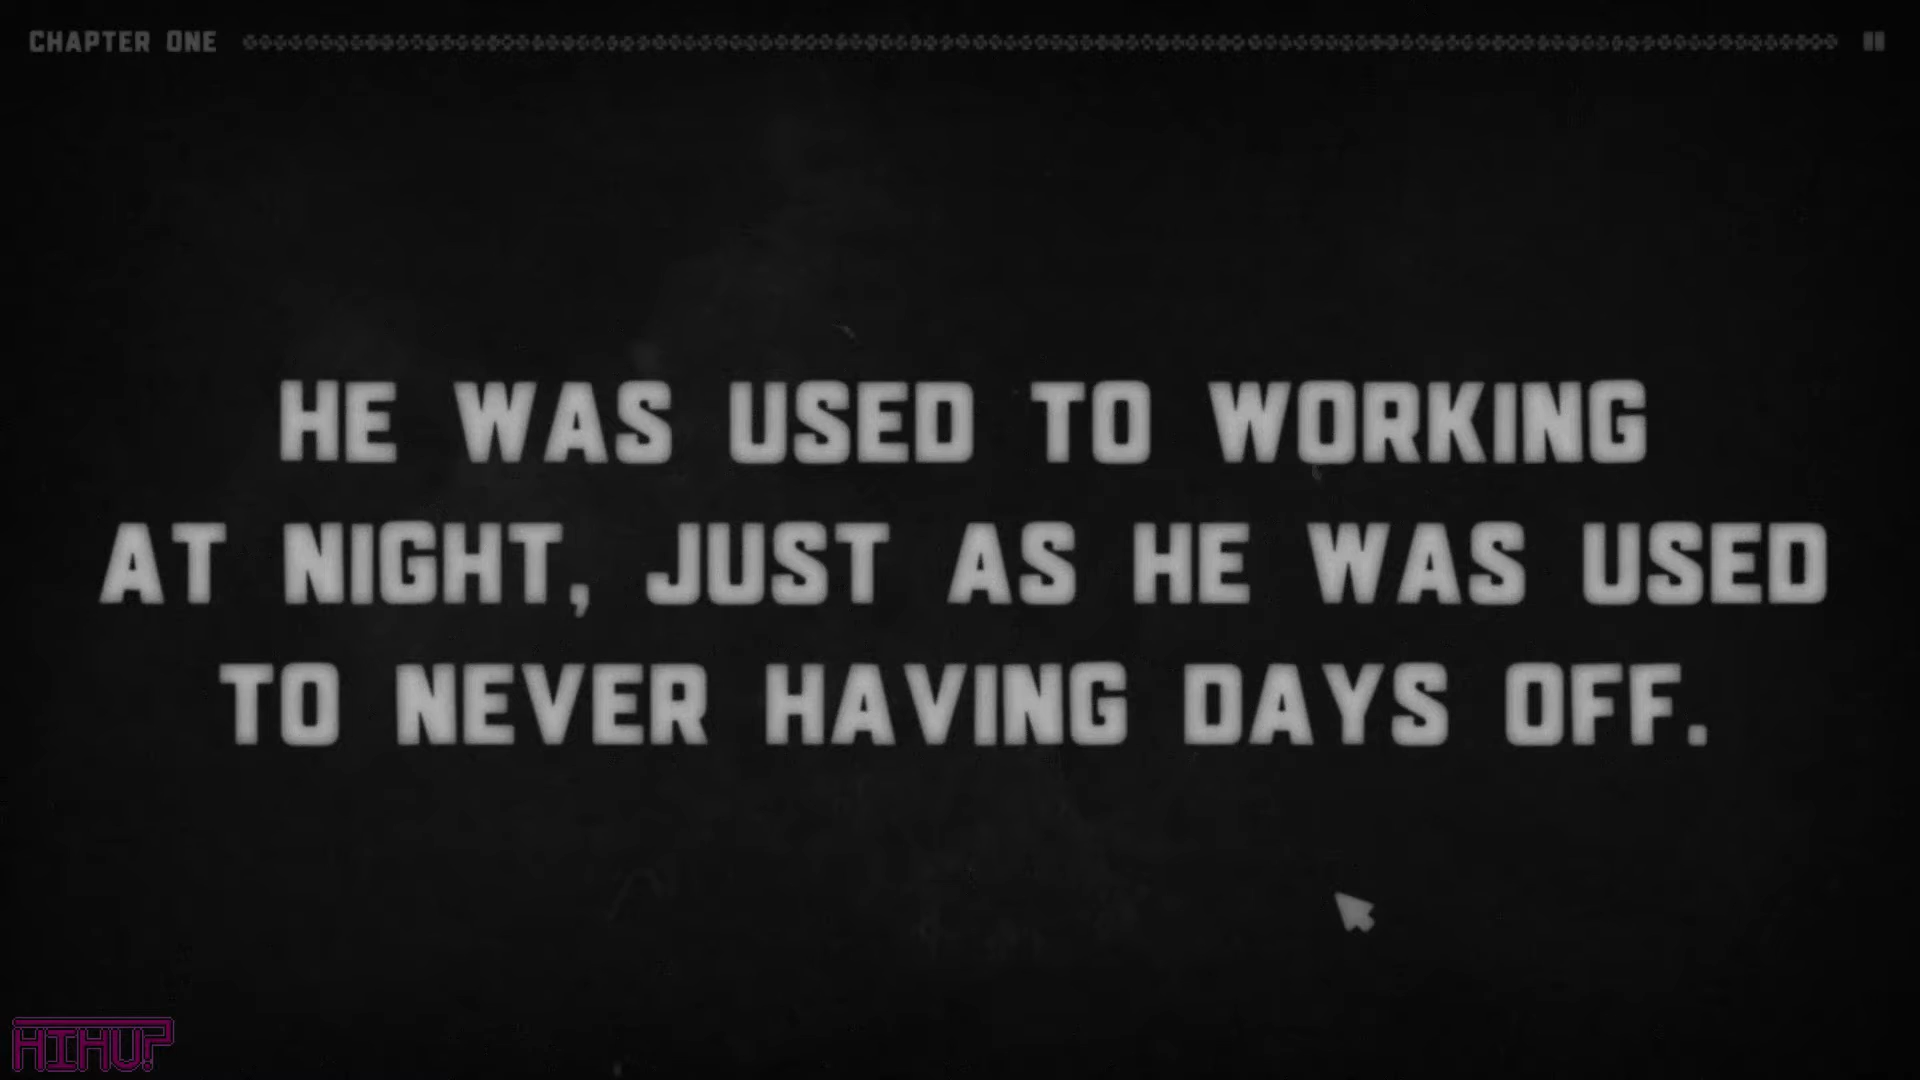 CHAPTER ONE
HE WAS USED TO WORKING
AT NIGHT, JUST AS HE WAS USED
TO NEVER HAVING DAYS OFF.
HIHU?